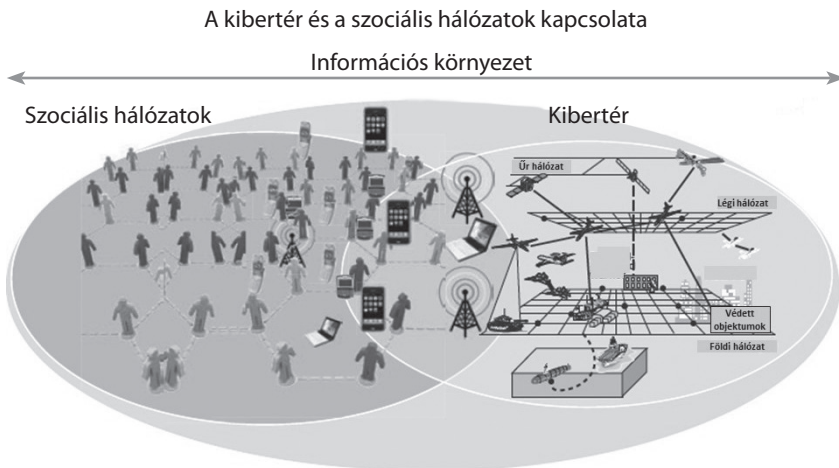 A kibertér és a szociális hálózatok kapcsolata
Információs környezet
Szociális hálózatok
Kibertér
Űr hálózat
Légi hálózat
Védett
objektumok
Földi hálózat